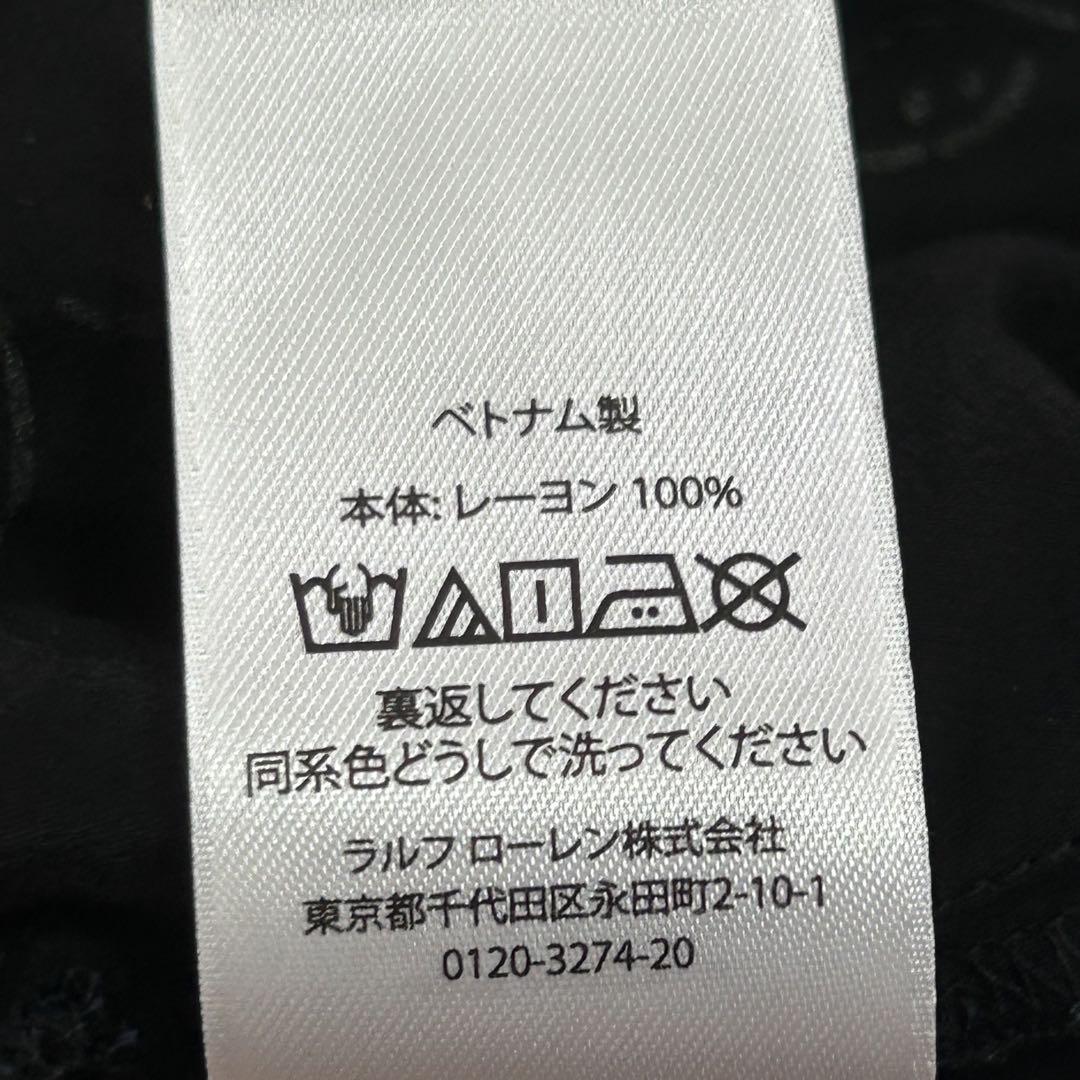 ベトナム製
本体: レーヨン 100%
裏返してください
同系色どうしで洗ってください
ラルフ ローレン株式会社
東京都千代田区永田町2-10-1
0120-3274-20